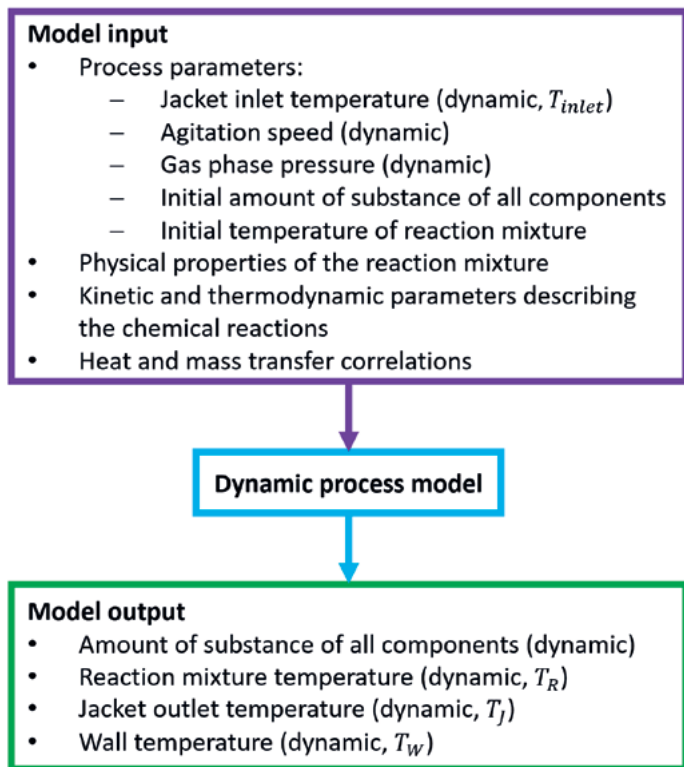 Model input
• Process parameters:
– Jacket inlet temperature (dynamic, T_inlet)
– Agitation speed (dynamic)
– Gas phase pressure (dynamic)
– Initial amount of substance of all components
– Initial temperature of reaction mixture
• Physical properties of the reaction mixture
• Kinetic and thermodynamic parameters describing
the chemical reactions
• Heat and mass transfer correlations
Dynamic process model
Model output
• Amount of substance of all components (dynamic)
• Reaction mixture temperature (dynamic, T_R)
• Jacket outlet temperature (dynamic, T_J)
• Wall temperature (dynamic, T_W)